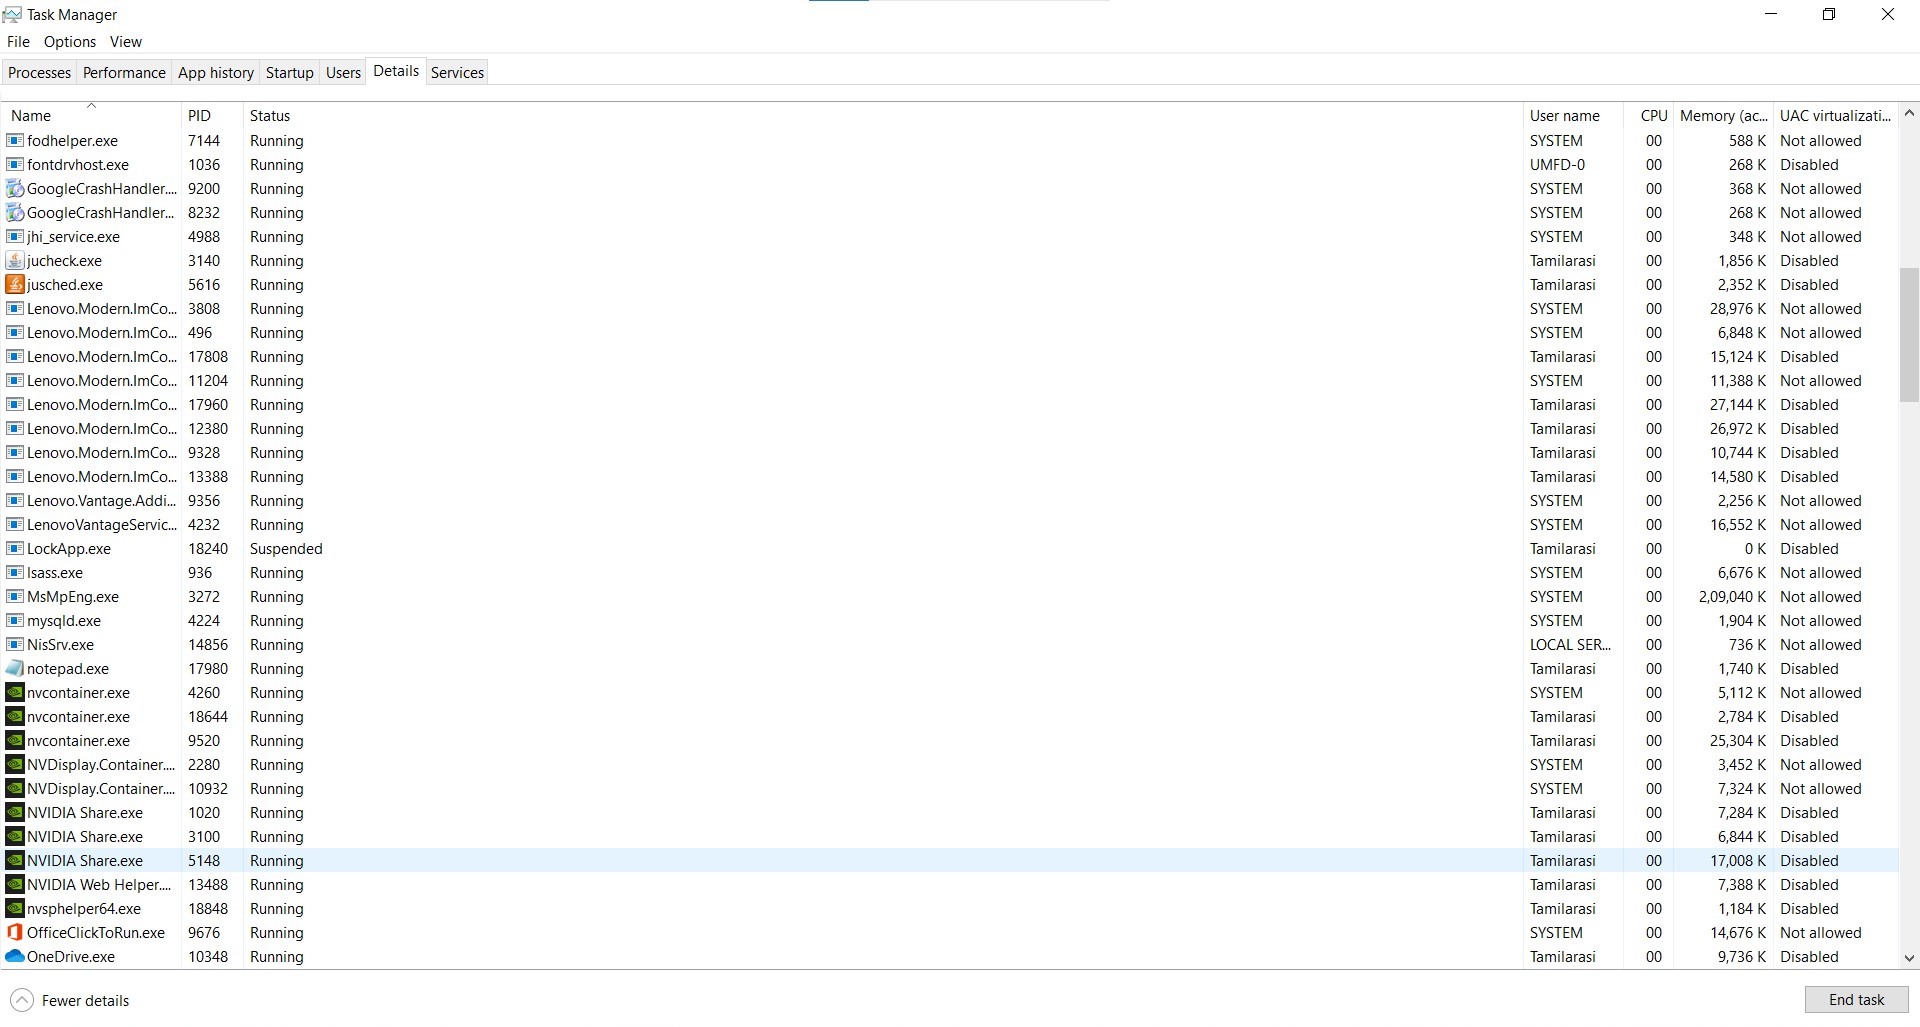 Task Manager
File Options View
Processes Performance App history Startup Users Details Services
Name PID Status User name CPU Memory (ac... UAC virtualizati...
fodhelper.exe 7144 Running SYSTEM 00 588 K Not allowed
fontdrvhost.exe 1036 Running UMFD-0 00 268 K Disabled
GoogleCrashHandler.... 9200 Running SYSTEM 00 368 K Not allowed
GoogleCrashHandler... 8232 Running SYSTEM 00 268 K Not allowed
jhi_service.exe 4988 Running SYSTEM 00 348 K Not allowed
jucheck.exe 3140 Running Tamilarasi 00 1,856 K Disabled
jusched.exe 5616 Running Tamilarasi 00 2,352 K Disabled
Lenovo.Modern.ImCo... 3808 Running SYSTEM 00 28,976 K Not allowed
Lenovo.Modern.ImCo... 496 Running SYSTEM 00 6,848 K Not allowed
Lenovo.Modern.ImCo... 17808 Running Tamilarasi 00 15,124 K Disabled
Lenovo.Modern.ImCo... 11204 Running SYSTEM 00 11,388 K Not allowed
Lenovo.Modern.ImCo... 17960 Running Tamilarasi 00 27,144 K Disabled
Lenovo.Modern.ImCo... 12380 Running Tamilarasi 00 26,972 K Disabled
Lenovo.Modern.ImCo... 9328 Running Tamilarasi 00 10,744 K Disabled
Lenovo.Modern.ImCo... 13388 Running Tamilarasi 00 14,580 K Disabled
Lenovo.Vantage.Addi... 9356 Running SYSTEM 00 2,256 K Not allowed
LenovoVantageServic... 4232 Running SYSTEM 00 16,552 K Not allowed
LockApp.exe 18240 Suspended Tamilarasi 00 0 K Disabled
lsass.exe 936 Running SYSTEM 00 6,676 K Not allowed
MsMpEng.exe 3272 Running SYSTEM 00 2,09,040 K Not allowed
mysqld.exe 4224 Running SYSTEM 00 1,904 K Not allowed
NisSrv.exe 14856 Running LOCAL SER... 00 736 K Not allowed
notepad.exe 17980 Running Tamilarasi 00 1,740 K Disabled
nvcontainer.exe 4260 Running SYSTEM 00 5,112 K Not allowed
nvcontainer.exe 18644 Running Tamilarasi 00 2,784 K Disabled
nvcontainer.exe 9520 Running Tamilarasi 00 25,304 K Disabled
NVDisplay.Container.... 2280 Running SYSTEM 00 3,452 K Not allowed
NVDisplay.Container.... 10932 Running SYSTEM 00 7,324 K Not allowed
NVIDIA Share.exe 1020 Running Tamilarasi 00 7,284 K Disabled
NVIDIA Share.exe 3100 Running Tamilarasi 00 6,844 K Disabled
NVIDIA Share.exe 5148 Running Tamilarasi 00 17,008 K Disabled
NVIDIA Web Helper.... 13488 Running Tamilarasi 00 7,388 K Disabled
nvsphelper64.exe 18848 Running Tamilarasi 00 1,184 K Disabled
OfficeClickToRun.exe 9676 Running SYSTEM 00 14,676 K Not allowed
OneDrive.exe 10348 Running Tamilarasi 00 9,736 K Disabled
Fewer details End task